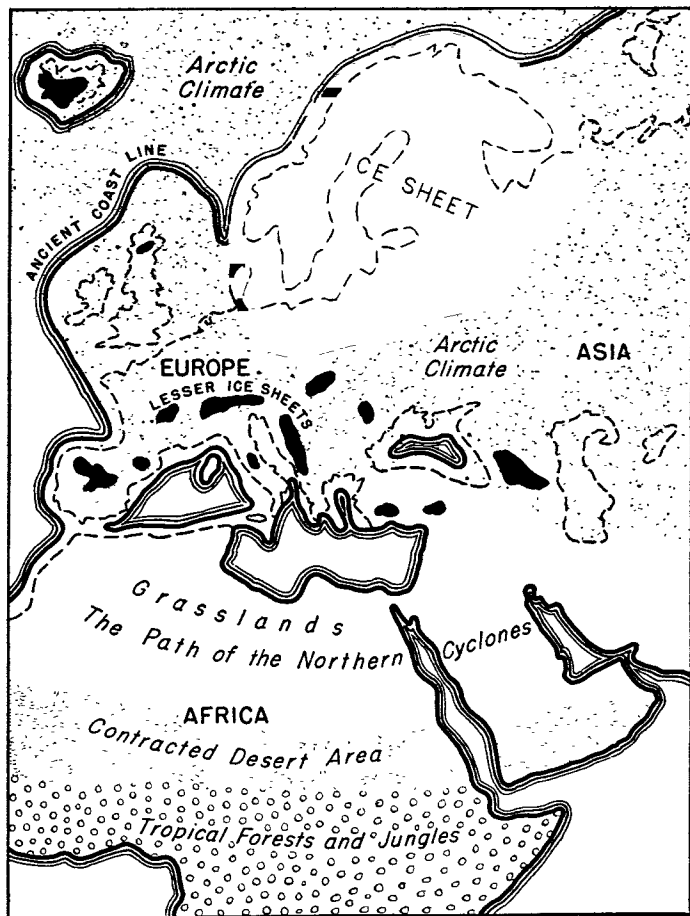 Arctic
Climate
ANCIENT COAST LINE
CE SHEET
EUROPE
LESSER ICE SHEETS
Arctic
Climate
ASIA
Grasslands
The Path of the Northern Cyclones
AFRICA
Contracted Desert Area
Tropical Forests and Jungles